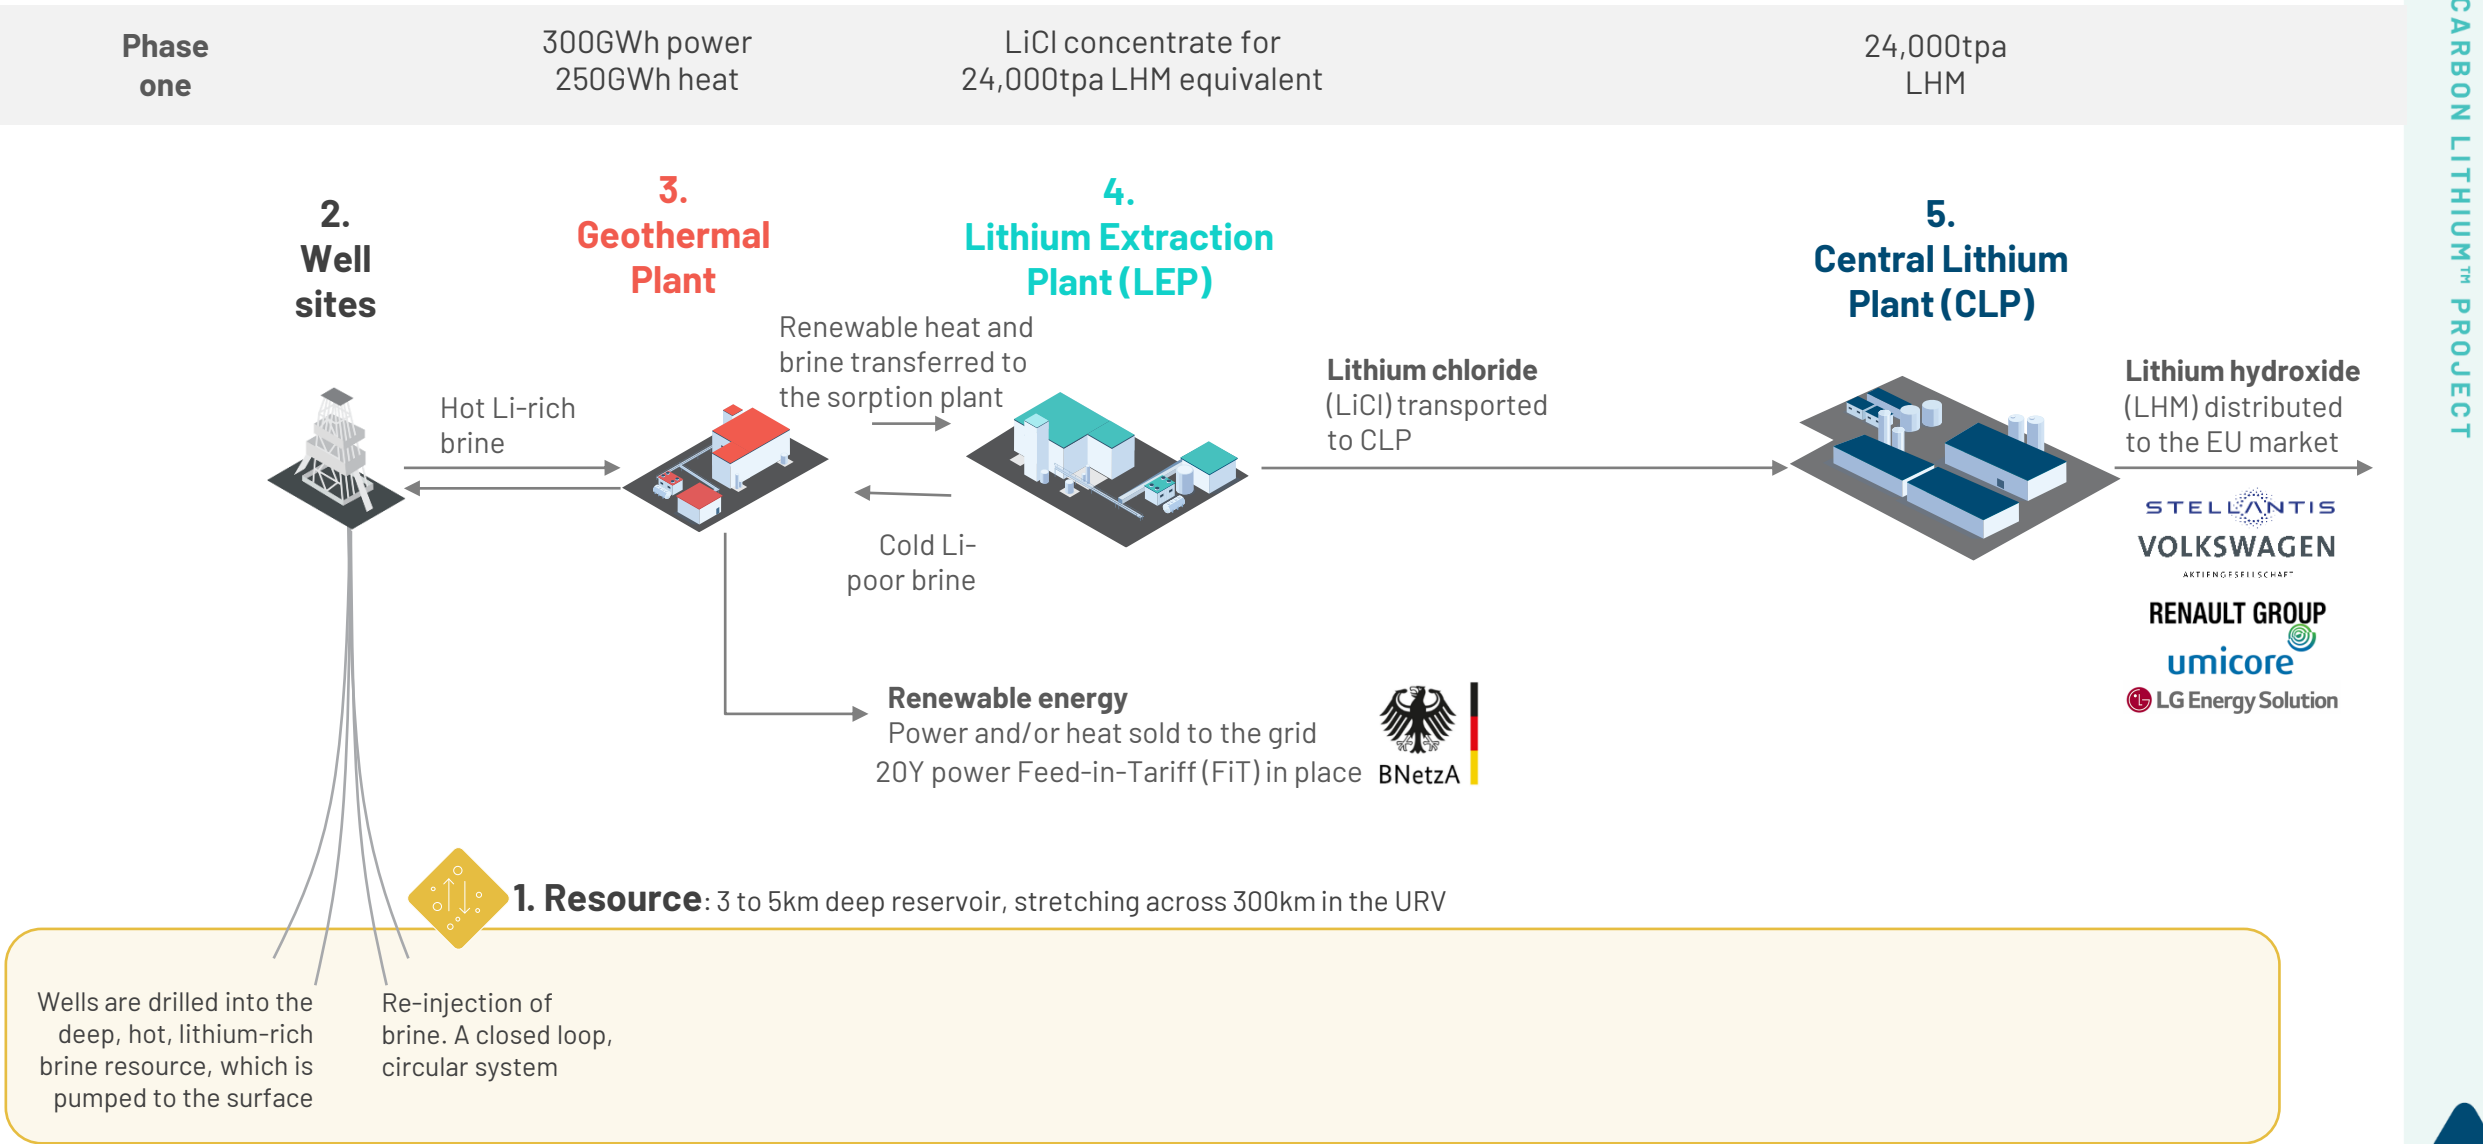 Phase
one
300GWh power
250GWh heat
LiCl concentrate for
24,000tpa LHM equivalent
24,000tpa
LHM
2.
Well
sites
3.
Geothermal
Plant
4.
Lithium Extraction
Plant (LEP)
5.
Central Lithium
Plant (CLP)
Hot Li-rich
brine
Renewable heat and
brine transferred to
the sorption plant
Cold Li-
poor brine
Lithium chloride
(LiCl) transported
to CLP
Lithium hydroxide
(LHM) distributed
to the EU market
STELLANTIS
VOLKSWAGEN
AKTIENGESELLSCHAFT
RENAULT GROUP
umicore
LG Energy Solution
Renewable energy
Power and/or heat sold to the grid
20Y power Feed-in-Tariff (FiT) in place
BNetzA
1. Resource: 3 to 5km deep reservoir, stretching across 300km in the URV
Wells are drilled into the
deep, hot, lithium-rich
brine resource, which is
pumped to the surface
Re-injection of
brine. A closed loop,
circular system
CARBON LITHIUM™ PROJECT